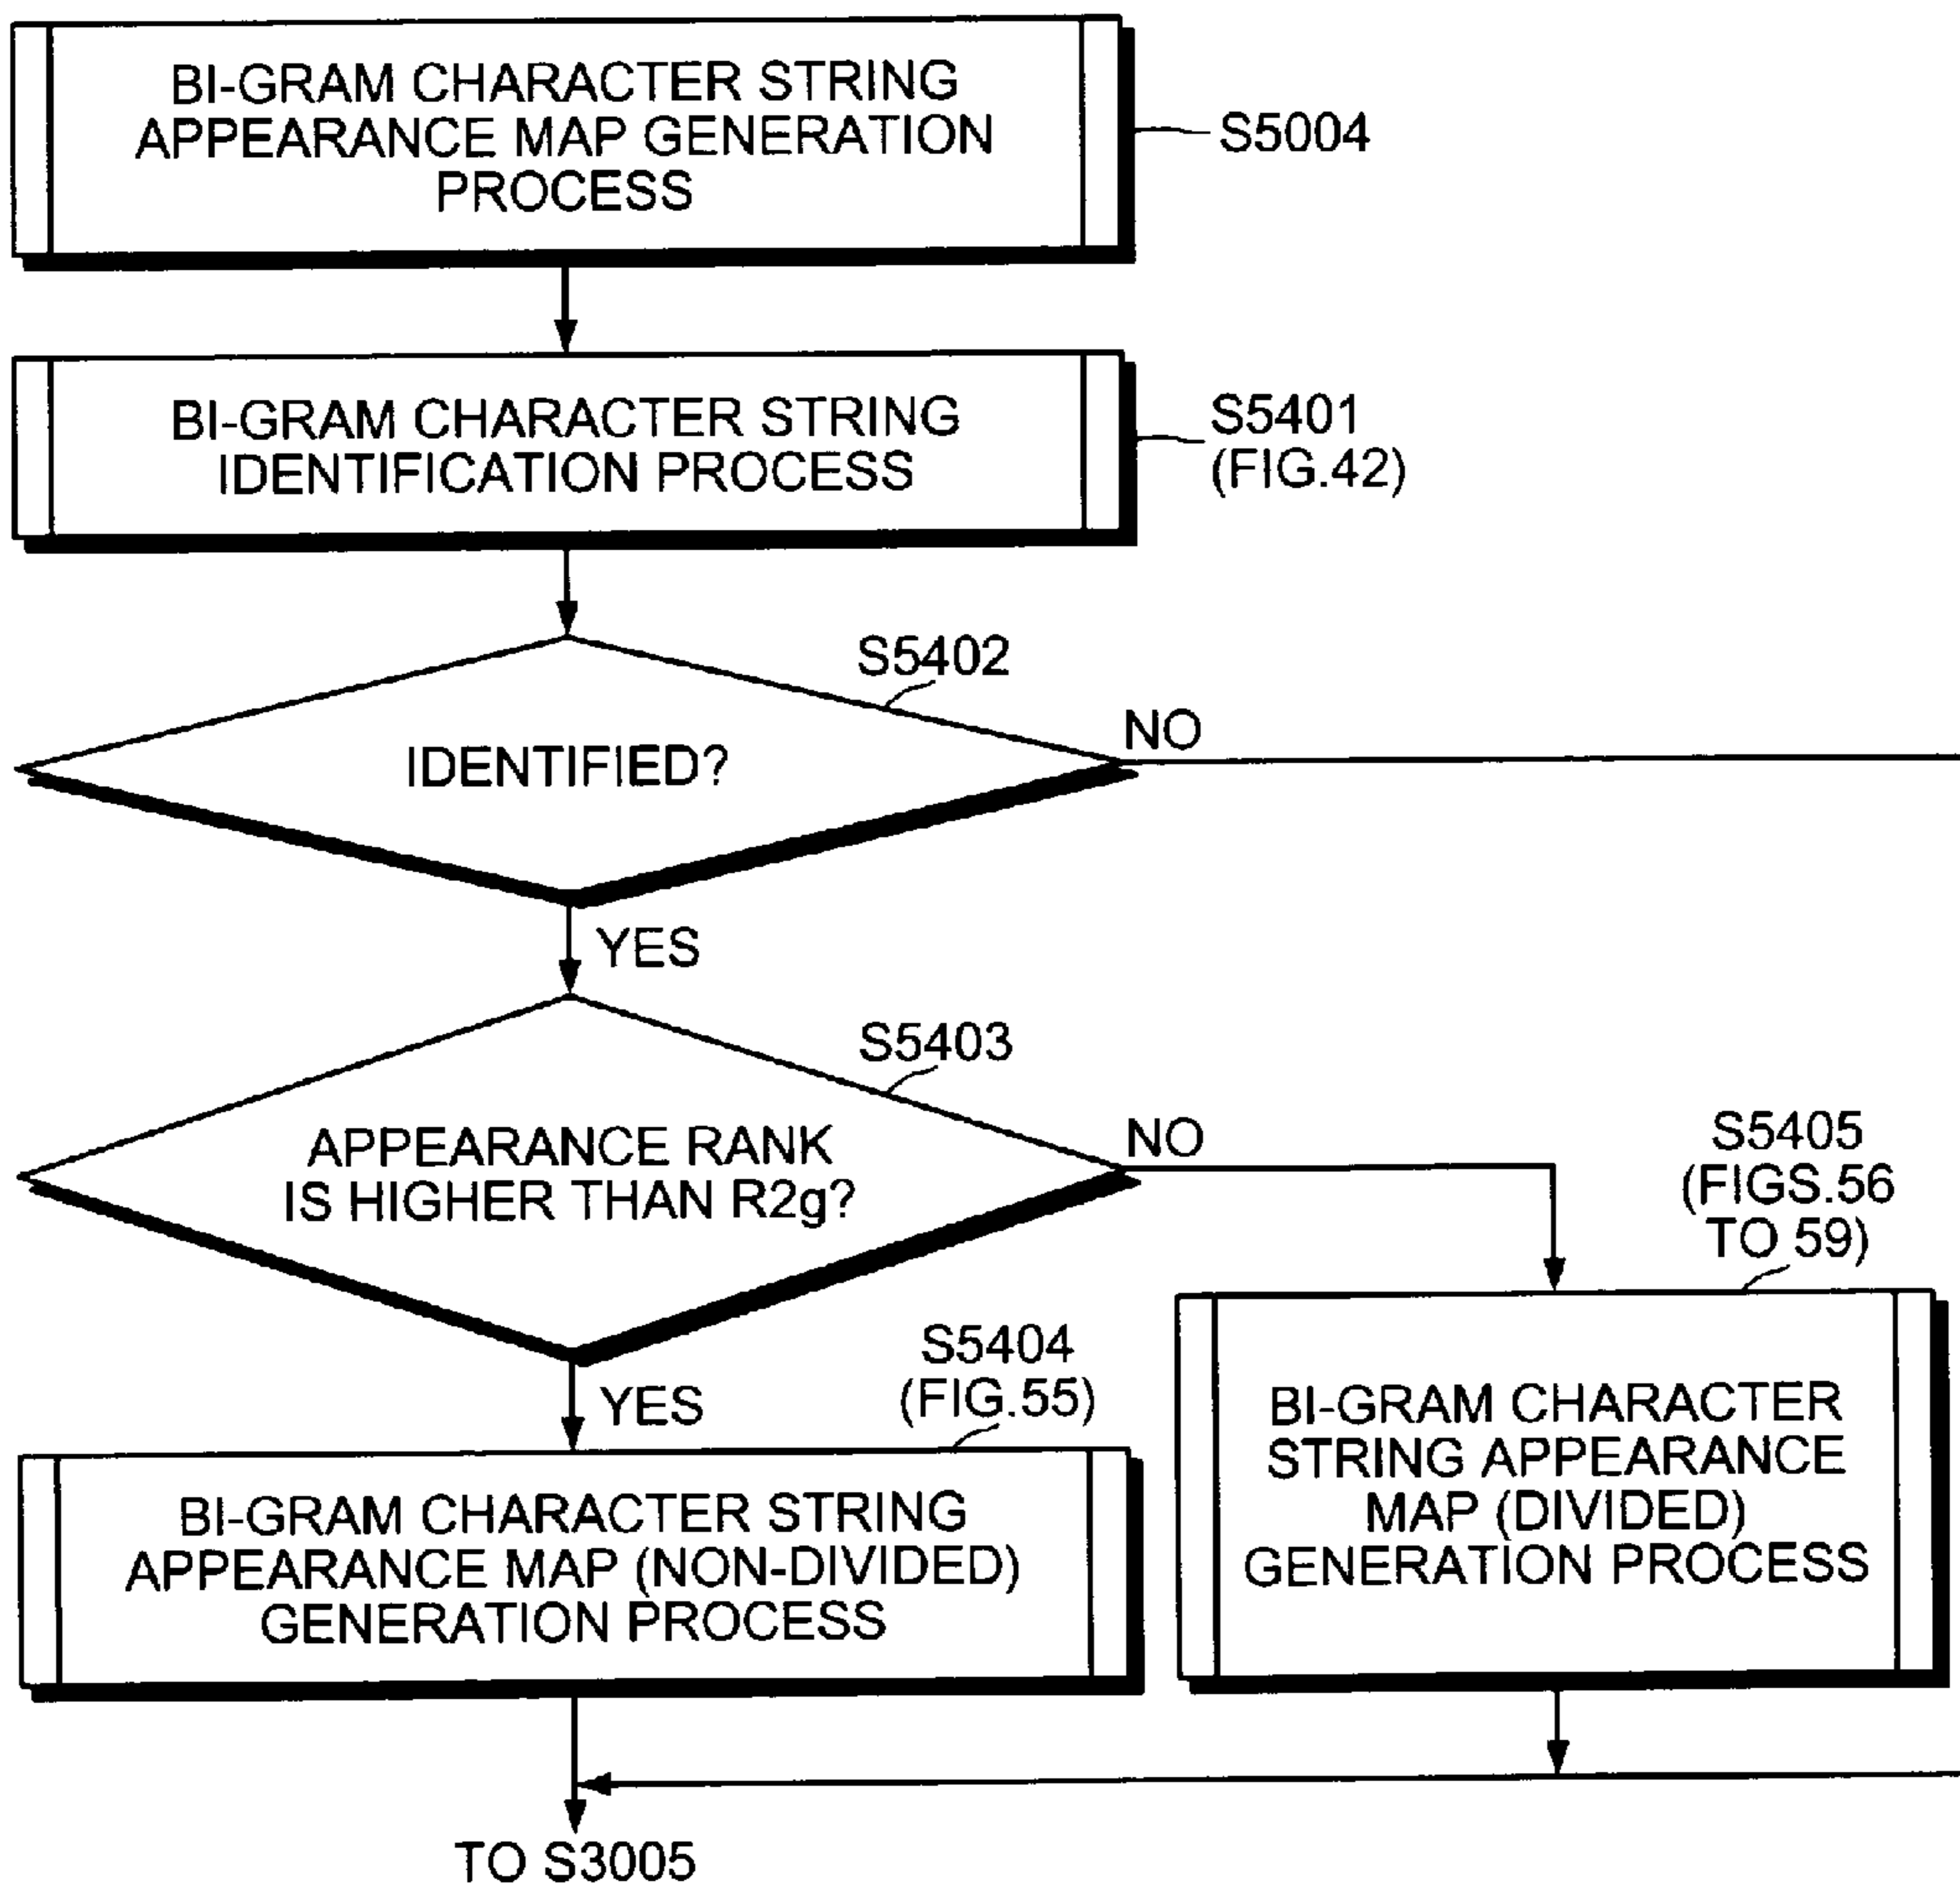 BI-GRAM CHARACTER STRING
APPEARANCE MAP GENERATION
PROCESS
S5004
BI-GRAM CHARACTER STRING
IDENTIFICATION PROCESS
S5401
(FIG.42)
S5402
IDENTIFIED?
NO
YES
S5403
APPEARANCE RANK
IS HIGHER THAN R2g?
NO
S5405
(FIGS.56
TO 59)
YES
S5404
(FIG.55)
BI-GRAM CHARACTER STRING
APPEARANCE MAP (NON-DIVIDED)
GENERATION PROCESS
BI-GRAM CHARACTER
STRING APPEARANCE
MAP (DIVIDED)
GENERATION PROCESS
TO S3005